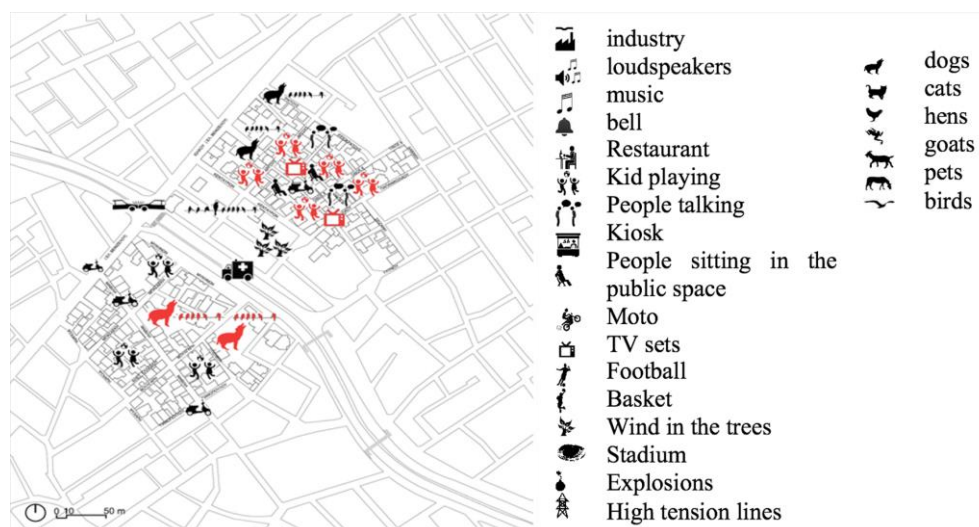 industry
loudspeakers
music
bell
Restaurant
Kid playing
People talking
Kiosk
People sitting in the
public space
Moto
TV sets
Football
Basket
Wind in the trees
Stadium
Explosions
High tension lines
dogs
cats
hens
goats
pets
birds
0 10 50 m